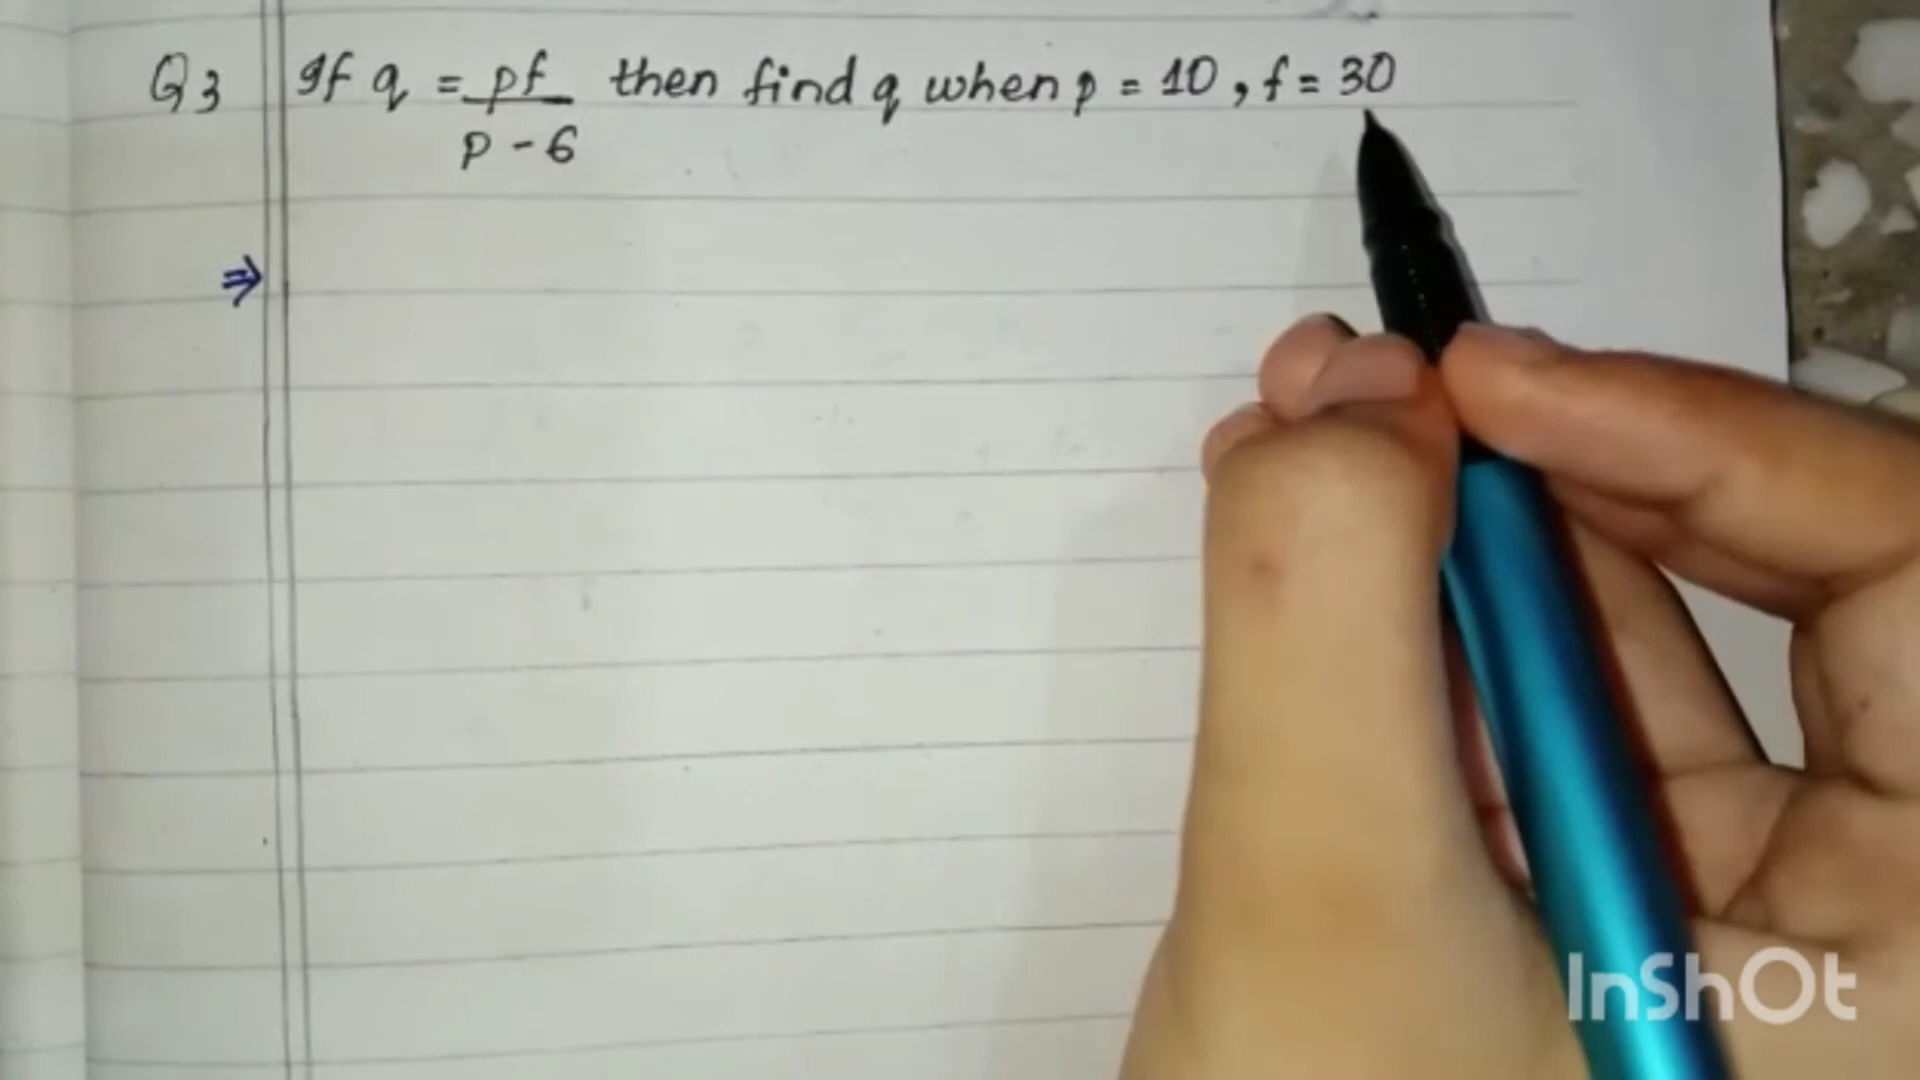 Q3 If q = pf then find q when p = 10, f = 30
p - 6
⇒
InShOt